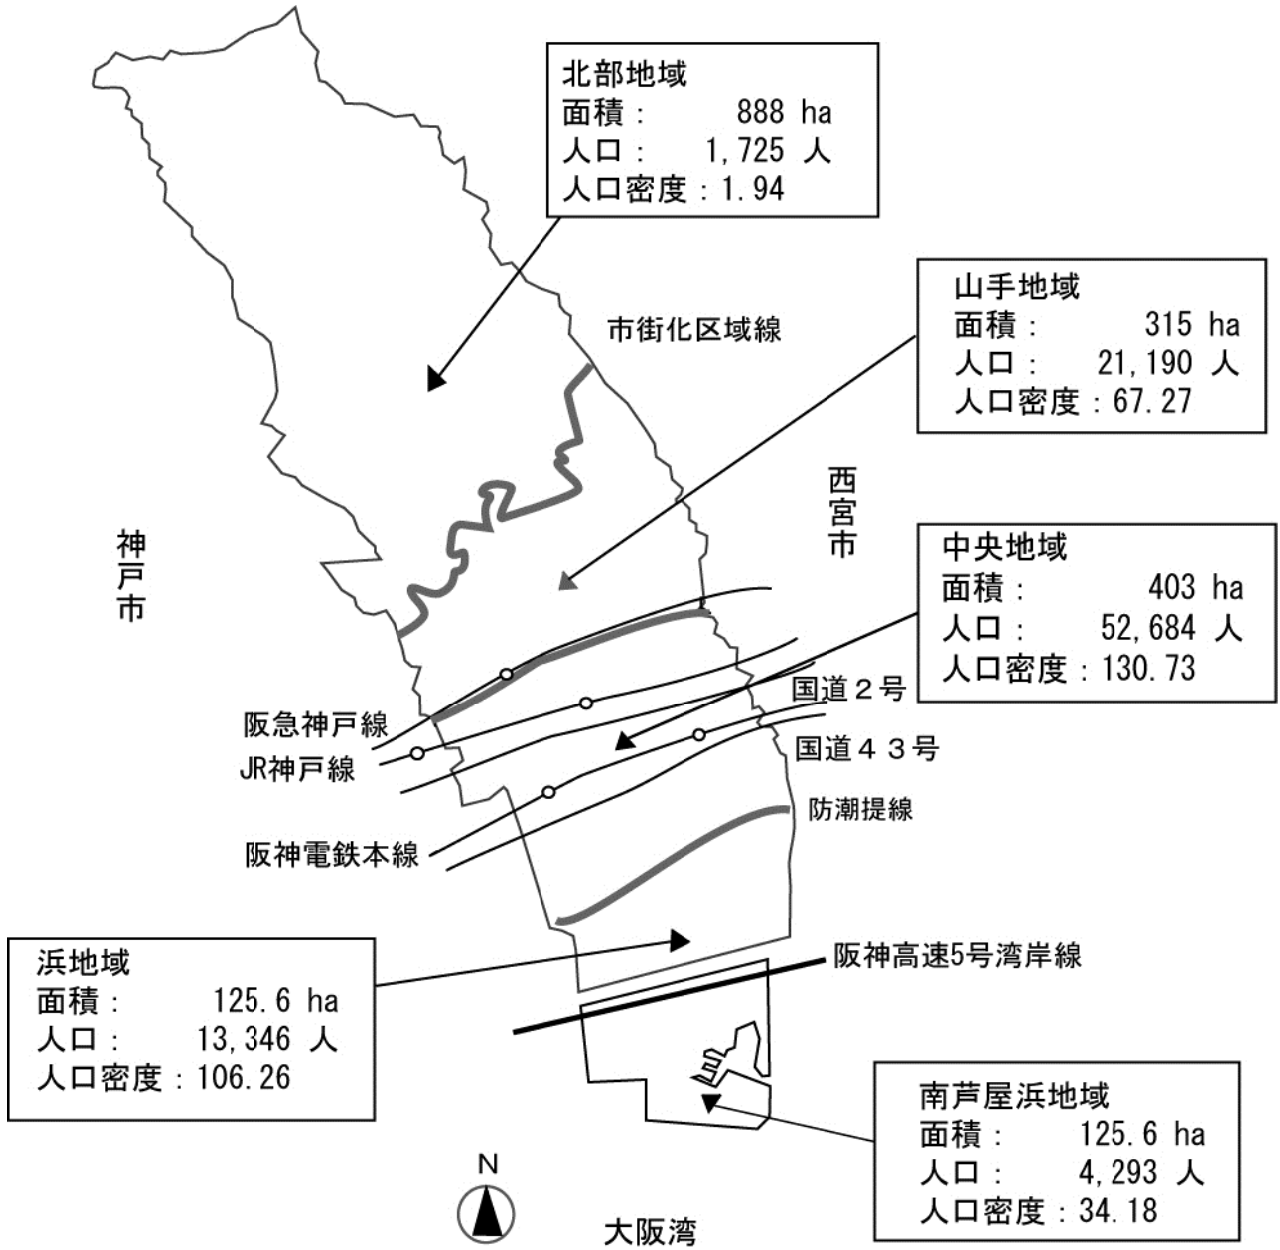 北部地域
面積： 888 ha
人口： 1,725 人
人口密度：1.94
山手地域
面積： 315 ha
人口： 21,190 人
人口密度：67.27
市街化区域線
西宮市
神戸市
中央地域
面積： 403 ha
人口： 52,684 人
人口密度：130.73
国道２号
阪急神戸線
国道４３号
JR神戸線
防潮提線
阪神電鉄本線
浜地域
面積： 125.6 ha
人口： 13,346 人
人口密度：106.26
阪神高速5号湾岸線
南芦屋浜地域
面積： 125.6 ha
人口： 4,293 人
人口密度：34.18
N
大阪湾